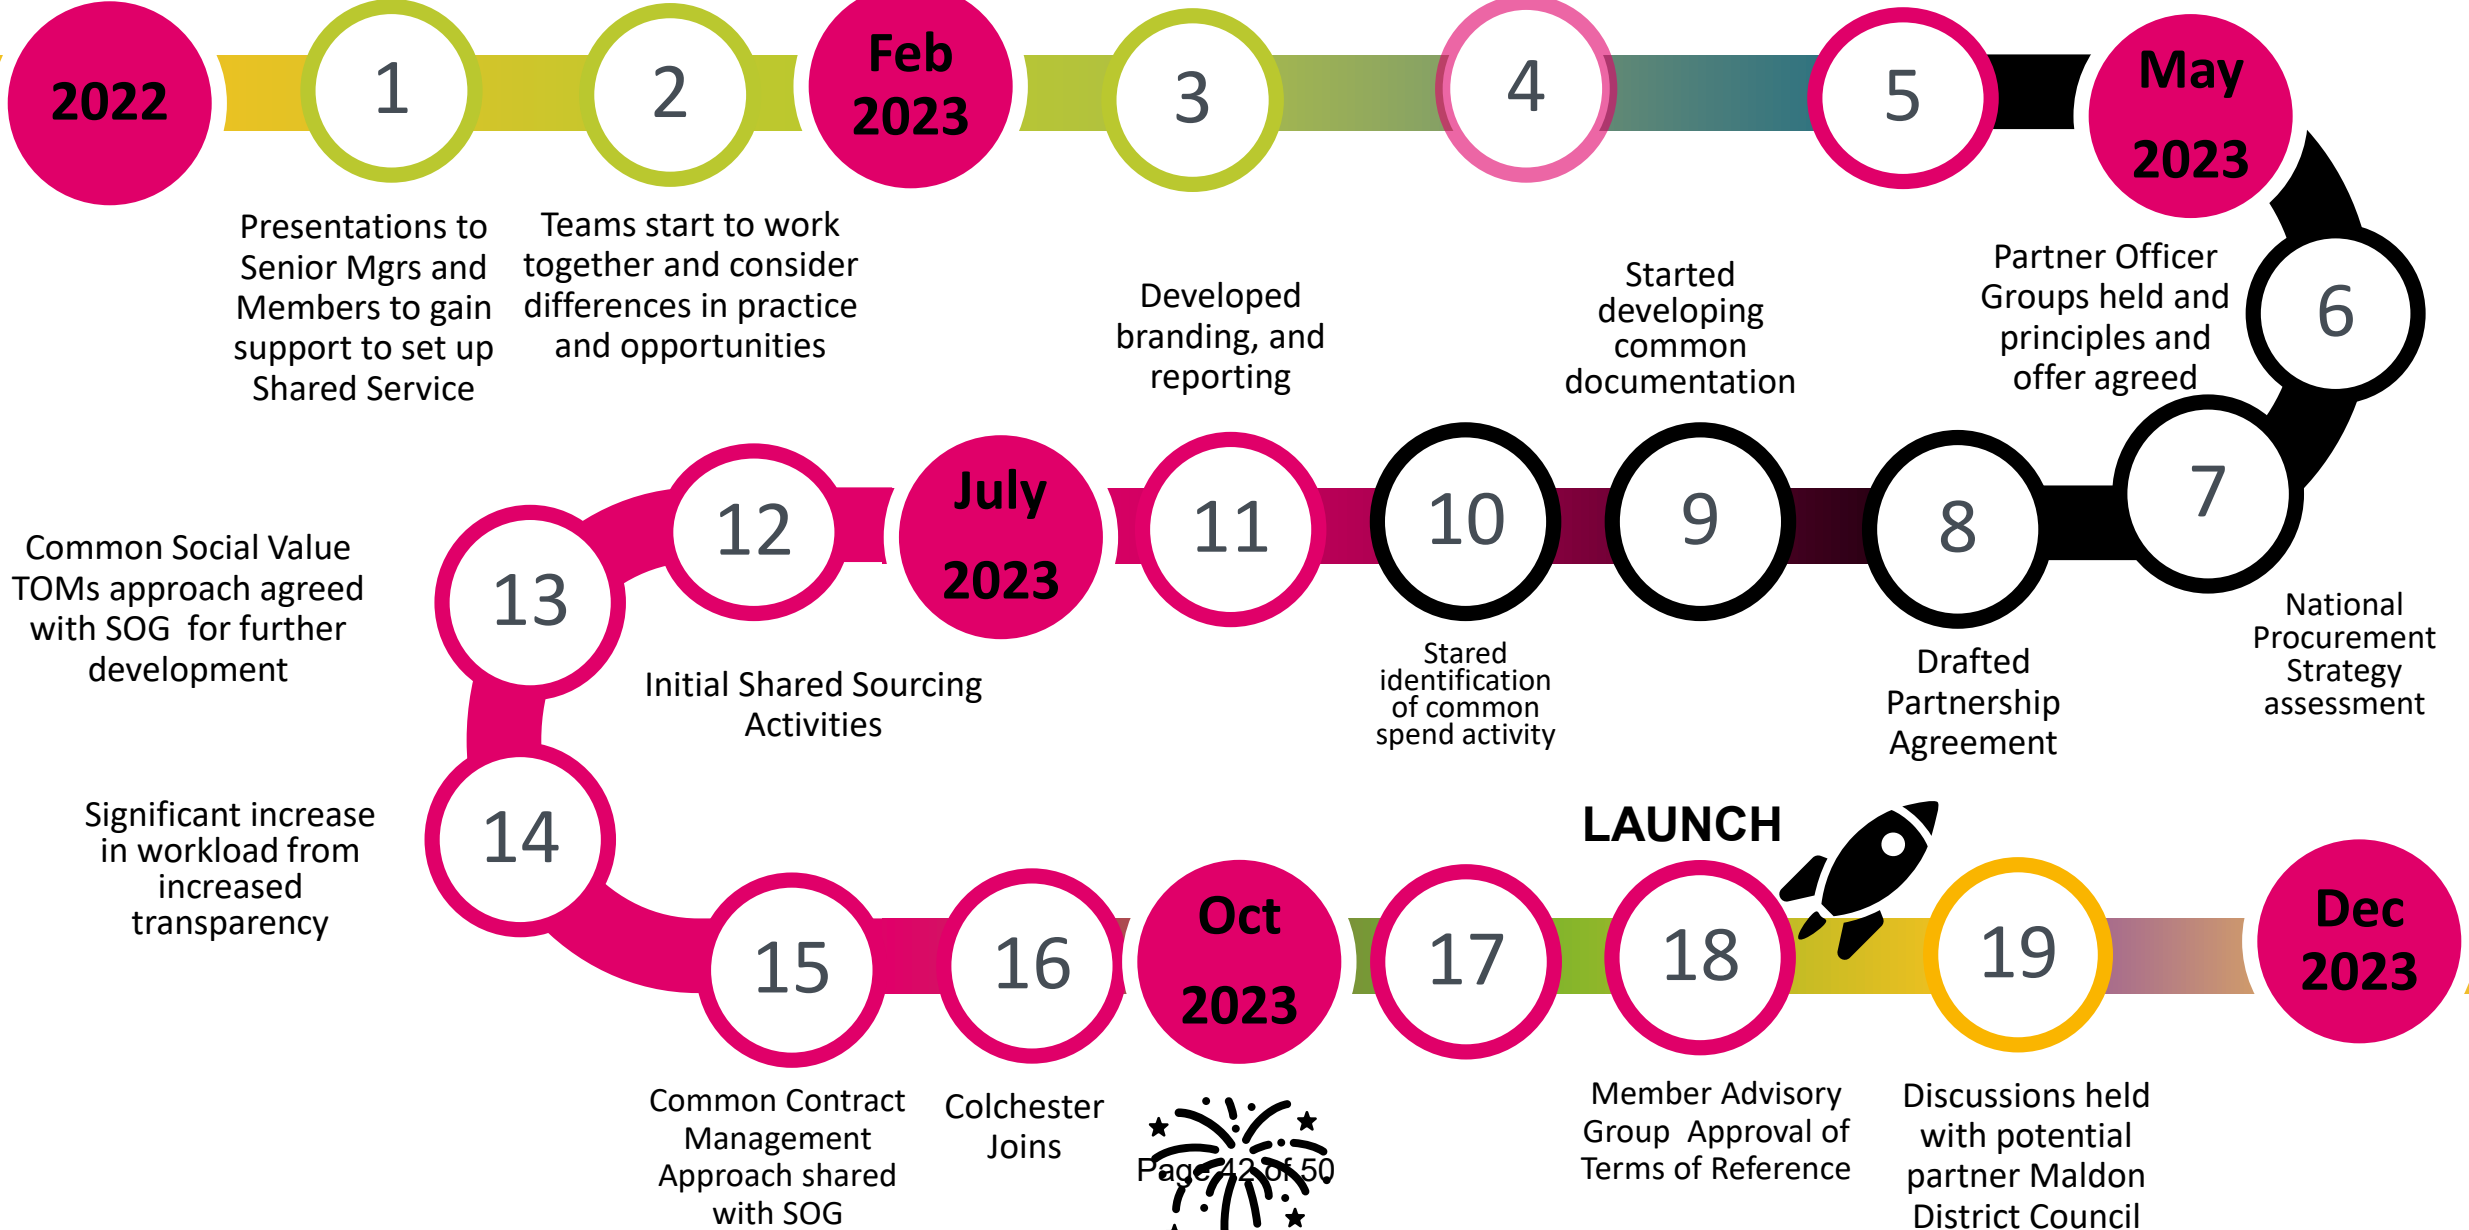 2022
1
2
Feb
2023
3
4
5
May
2023
Presentations to
Senior Mgrs and
Members to gain
support to set up
Shared Service
Teams start to work
together and consider
differences in practice
and opportunities
Developed
branding, and
reporting
Started
developing
common
documentation
Partner Officer
Groups held and
principles and
offer agreed
6
7
National
Procurement
Strategy
assessment
8
Drafted
Partnership
Agreement
9
10
Stared
identification
of common
spend activity
11
July
2023
12
Initial Shared Sourcing
Activities
13
Common Social Value
TOMs approach agreed
with SOG for further
development
14
Significant increase
in workload from
increased
transparency
15
Common Contract
Management
Approach shared
with SOG
16
Colchester
Joins
Oct
2023
17
LAUNCH
18
Member Advisory
Group Approval of
Terms of Reference
19
Discussions held
with potential
partner Maldon
District Council
Dec
2023
Page 42 of 50